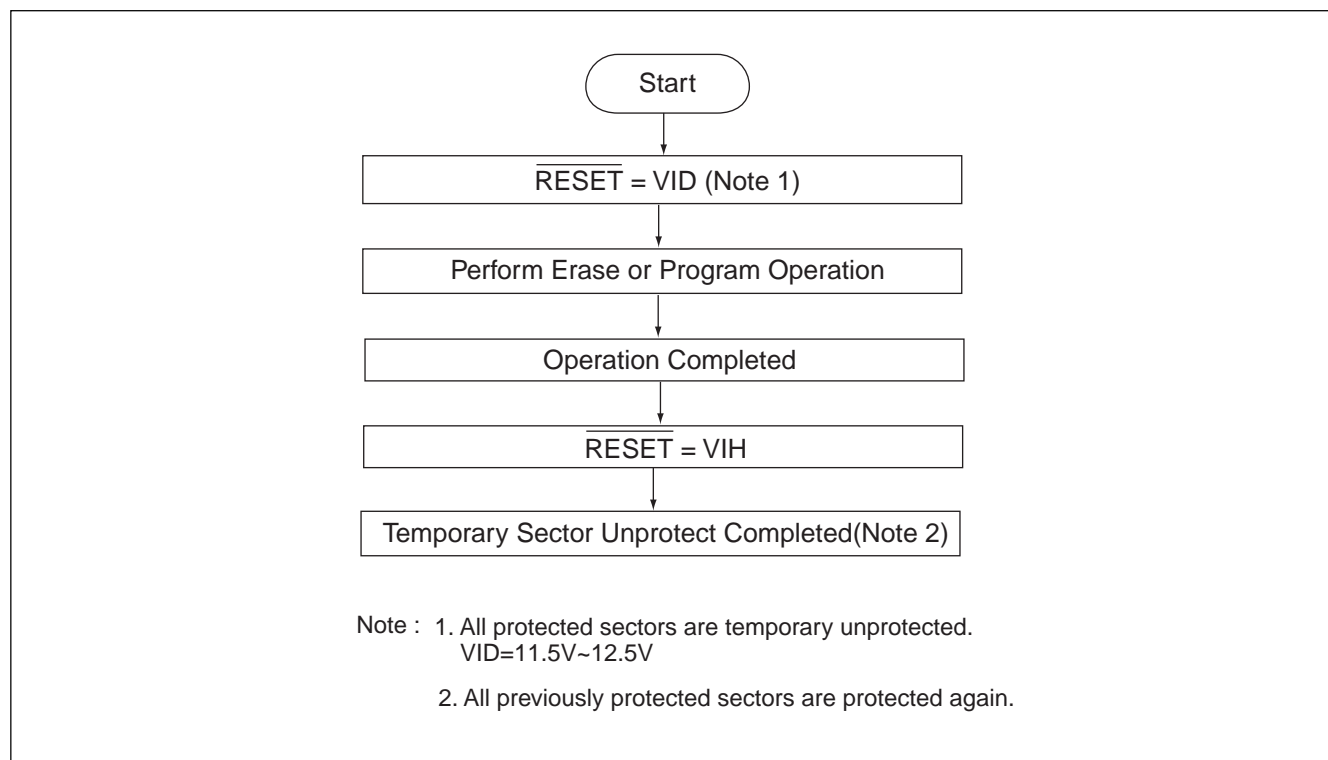 Start
RESET = VID (Note 1)
Perform Erase or Program Operation
Operation Completed
RESET = VIH
Temporary Sector Unprotect Completed(Note 2)
Note : 1. All protected sectors are temporary unprotected.
VID=11.5V~12.5V
2. All previously protected sectors are protected again.